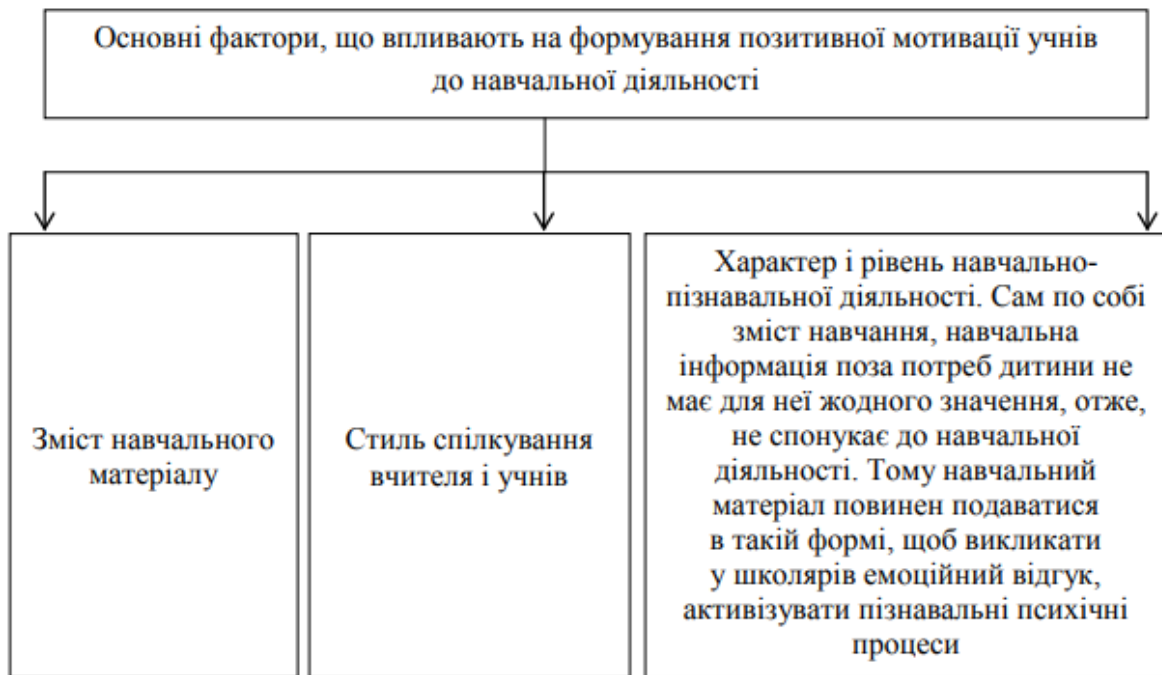 Основні фактори, що впливають на формування позитивної мотивації учнів
до навчальної діяльності
Зміст навчального
матеріалу
Стиль спілкування
вчителя і учнів
Характер і рівень навчально-
пізнавальної діяльності. Сам по собі
зміст навчання, навчальна
інформація поза потреб дитини не
має для неї жодного значення, отже,
не спонукає до навчальної
діяльності. Тому навчальний
матеріал повинен подаватися
в такій формі, щоб викликати
у школярів емоційний відгук,
активізувати пізнавальні психічні
процеси